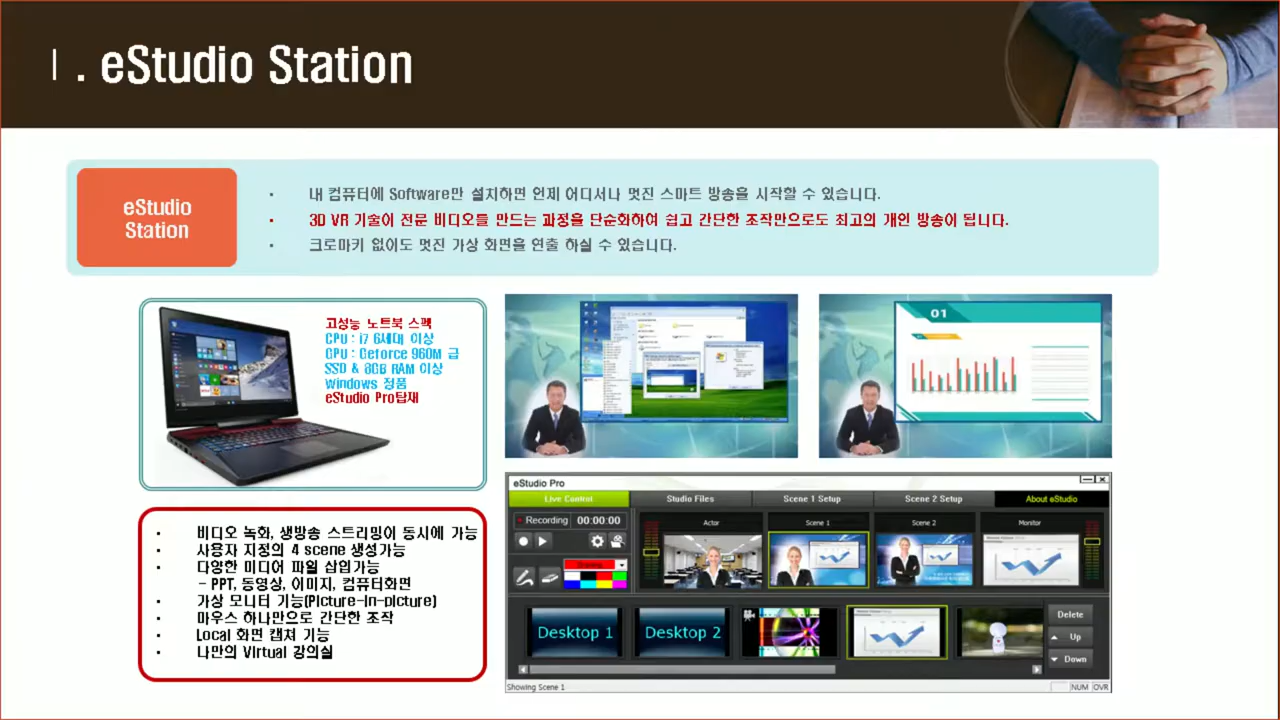 Ⅰ. eStudio Station
eStudio
Station
• 내 컴퓨터에 Software만 설치하면 언제 어디서나 멋진 스마트 방송을 시작할 수 있습니다.
• 3D VR 기술이 전문 비디오를 만드는 과정을 단순화하여 쉽고 간단한 조작만으로도 최고의 개인 방송이 됩니다.
• 크로마키 없이도 멋진 가상 화면을 연출 하실 수 있습니다.
고성능 노트북 스펙
CPU : i7 6세대 이상
GPU : Geforce 960M 급
SSD & 8GB RAM 이상
Windows 정품
eStudio Pro탑재
01
• 비디오 녹화, 생방송 스트리밍이 동시에 가능
• 사용자 지정의 4 scene 생성가능
• 다양한 미디어 파일 삽입가능
– PPT, 동영상, 이미지, 컴퓨터화면
• 가상 모니터 기능(Picture-in-picture)
• 마우스 하나만으로 간단한 조작
• Local 화면 캡쳐 기능
• 나만의 Virtual 강의실
eStudio Pro
Live Control
Studio Files
Scene 1 Setup
Scene 2 Setup
About eStudio
Recording 00:00:00
Actor
Scene 1
Scene 2
Monitor
Desktop 1
Desktop 2
Delete
Up
Down
Showing Scene 1
NUM OVR